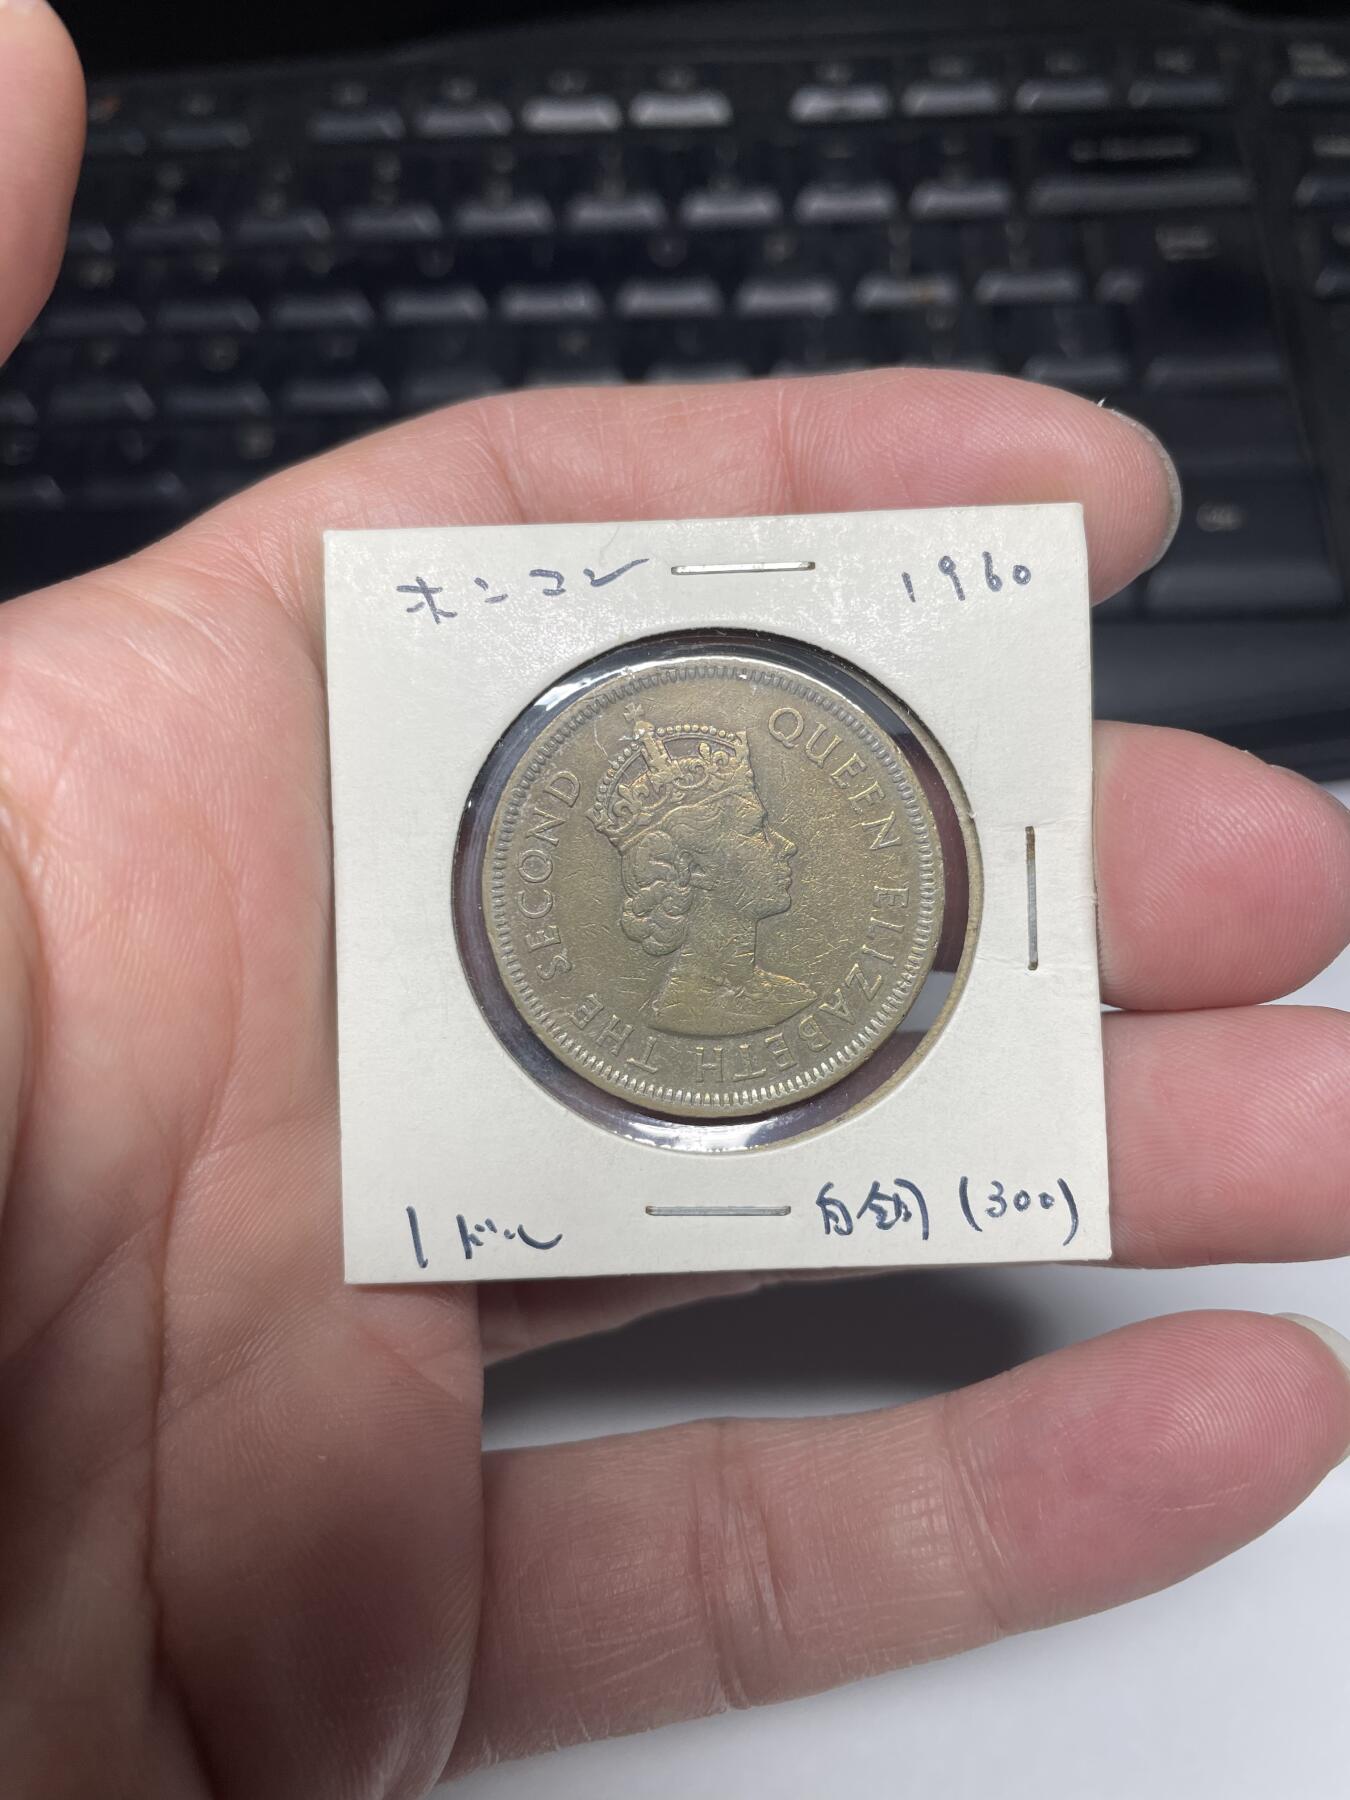 ホンコン 1960
QUEEN ELIZABETH THE SECOND
1ドル 白銅 (300)